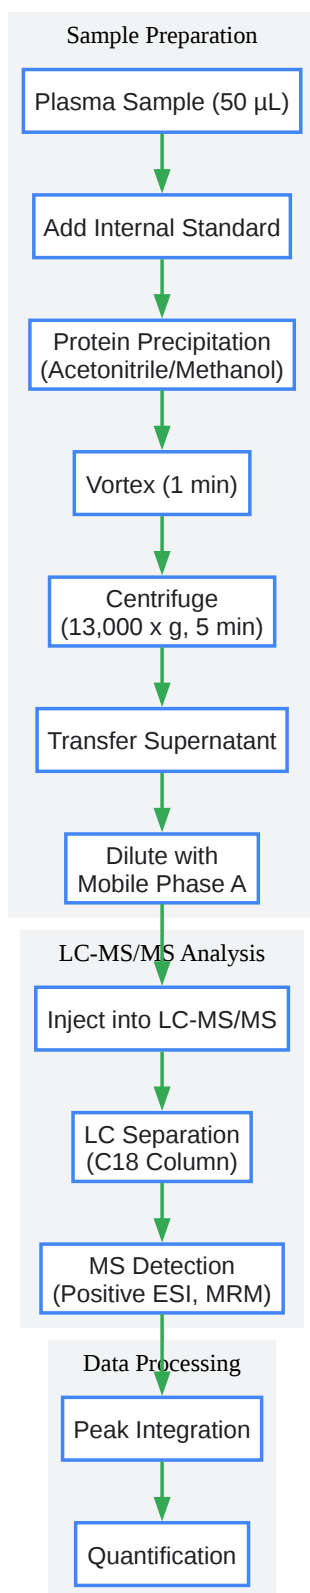 Sample Preparation
Plasma Sample (50 µL)
Add Internal Standard
Protein Precipitation
(Acetonitrile/Methanol)
Vortex (1 min)
Centrifuge
(13,000 x g, 5 min)
Transfer Supernatant
Dilute with
Mobile Phase A
LC-MS/MS Analysis
Inject into LC-MS/MS
LC Separation
(C18 Column)
MS Detection
(Positive ESI, MRM)
Data Processing
Peak Integration
Quantification